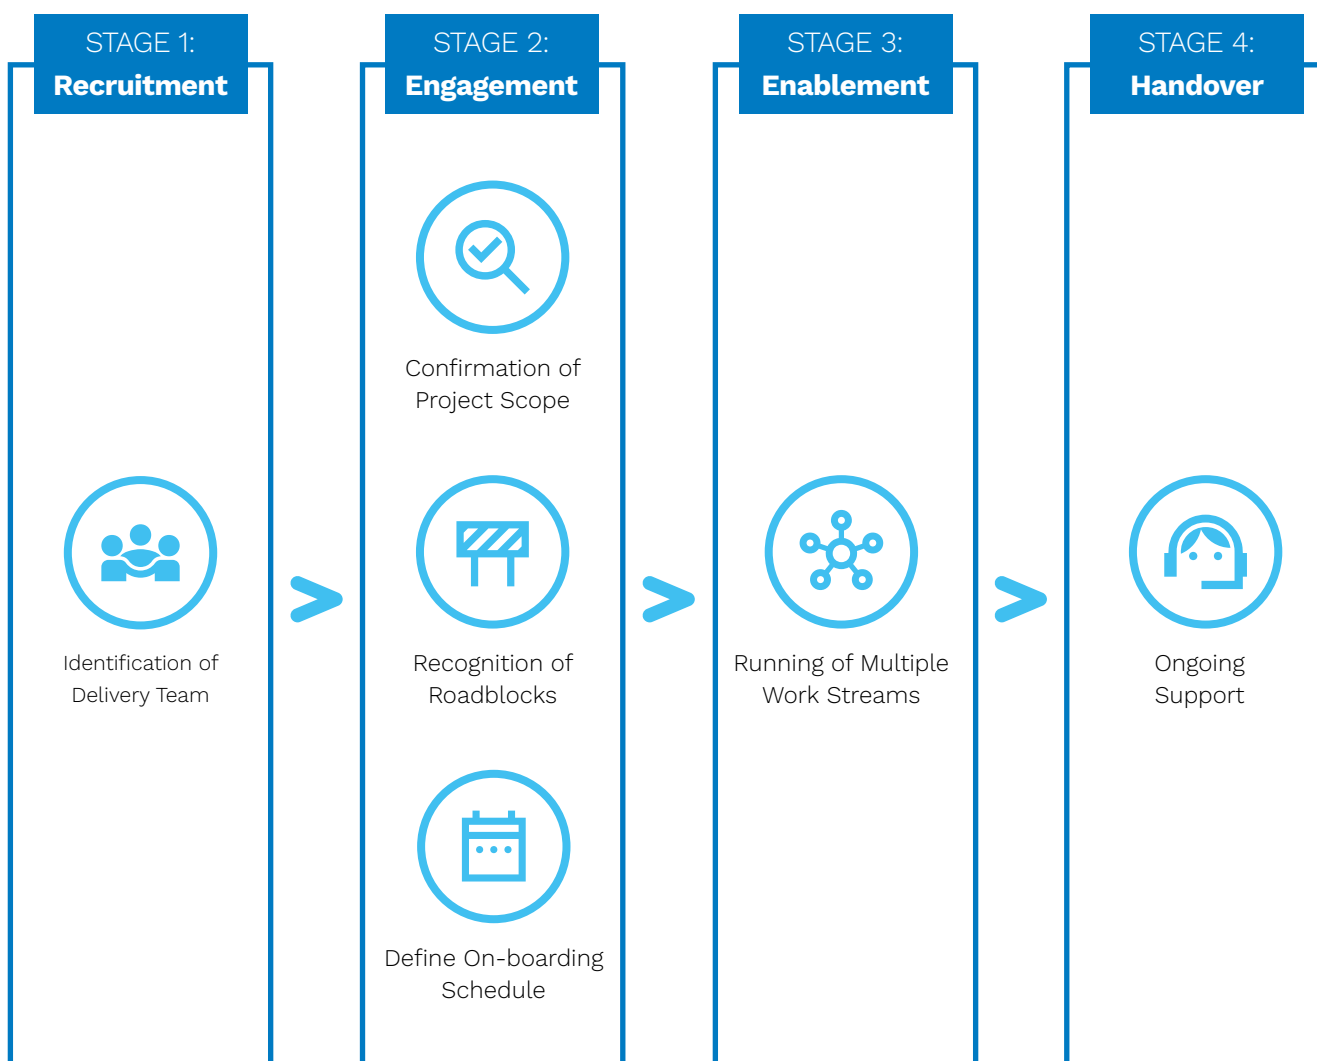 STAGE 1:
Recruitment
Identification of
Delivery Team
STAGE 2:
Engagement
Confirmation of
Project Scope
Recognition of
Roadblocks
Define On-boarding
Schedule
STAGE 3:
Enablement
Running of Multiple
Work Streams
STAGE 4:
Handover
Ongoing
Support